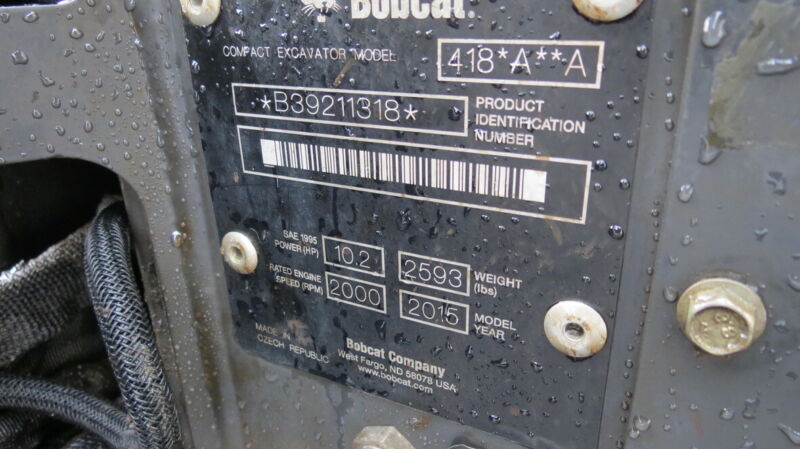 Bobcat.
COMPACT EXCAVATOR MODEL 418*A**A
*B39211318* PRODUCT
IDENTIFICATION
NUMBER
SAE 1995
POWER (HP) 10.2 2593 WEIGHT
(lbs)
RATED ENGINE
SPEED (RPM) 2000 2015 MODEL
YEAR
MADE IN
CZECH REPUBLIC
Bobcat Company
West Fargo, ND 58078 USA
www.bobcat.com